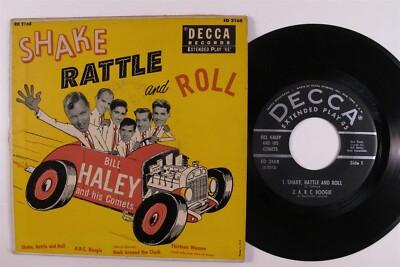 ED 2168
ED 2168
SHAKE
RATTLE
and
ROLL
DECCA
RECORDS
EXTENDED PLAY '45'
BILL
HALEY
and his Comets
Shake, Rattle and Roll
A.B.C. Boogie
Rock Around the Clock
Thirteen Women
DECCA
EXTENDED PLAY 45
BILL HALEY
AND HIS
COMETS
ED 2168
Side 1
1. SHAKE, RATTLE AND ROLL
2. A. B. C. BOOGIE